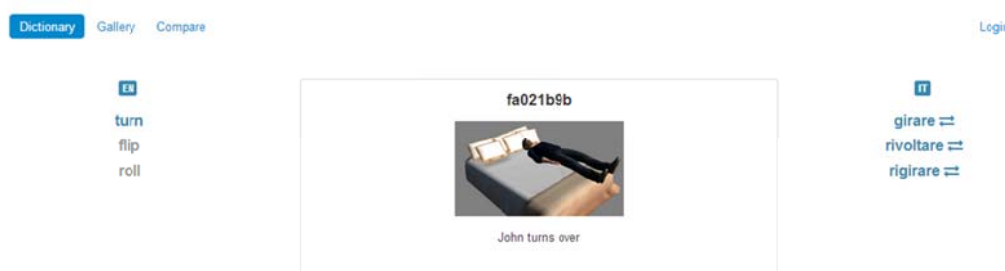 Dictionary Gallery Compare Login
EN
turn
flip
roll
fa021b9b
John turns over
IT
girare ⇄
rivoltare ⇄
rigirare ⇄